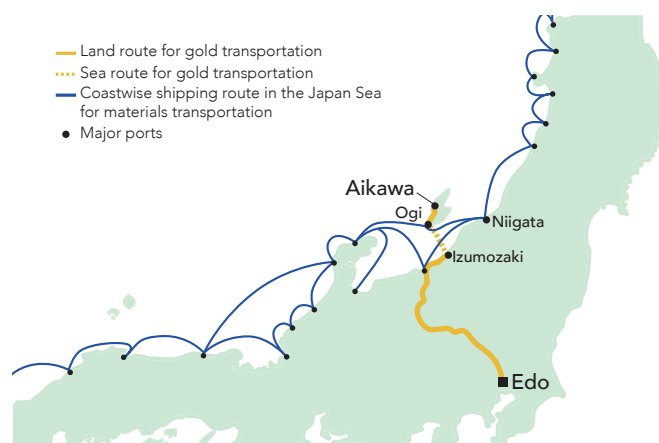 Land route for gold transportation
Sea route for gold transportation
Coastwise shipping route in the Japan Sea
for materials transportation
Major ports
Aikawa
Ogi
Niigata
Izumozaki
Edo